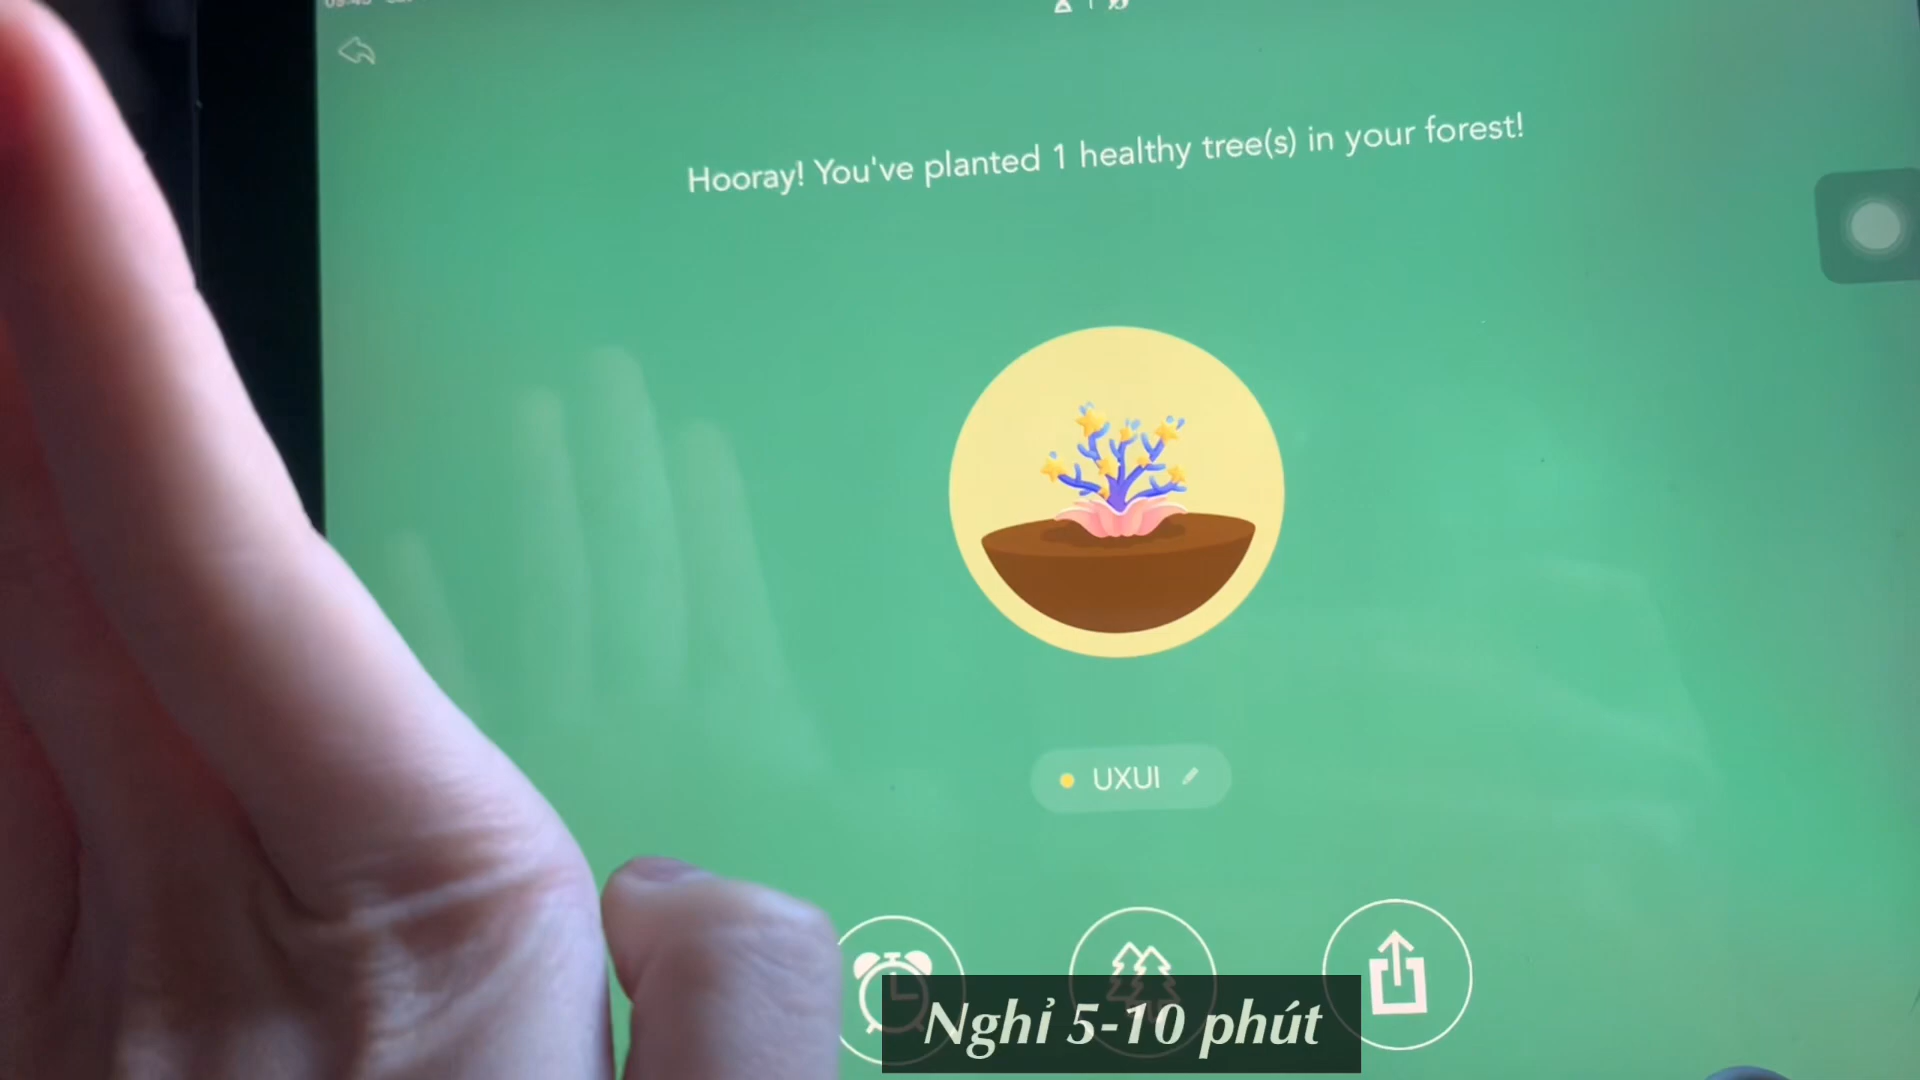 Hooray! You've planted 1 healthy tree(s) in your forest!
UXUI
Nghỉ 5-10 phút